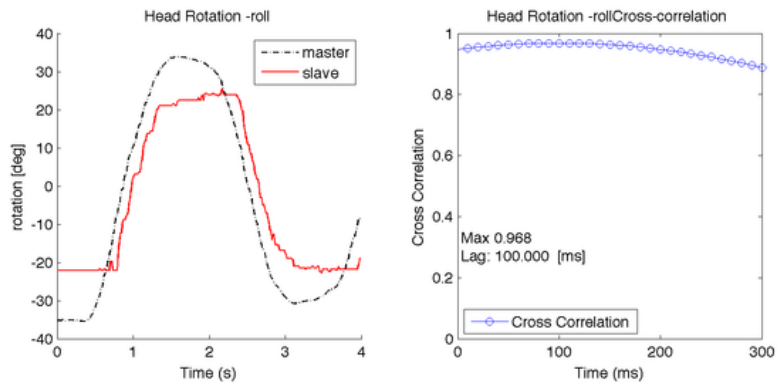 Head Rotation -roll
40
30
20
10
0
-10
-20
-30
-40
rotation [deg]
0 1 2 3 4
Time (s)
master
slave
Head Rotation -rollCross-correlation
1
0.8
0.6
0.4
0.2
0
Cross Correlation
Max 0.968
Lag: 100.000 [ms]
Cross Correlation
0 100 200 300
Time (ms)